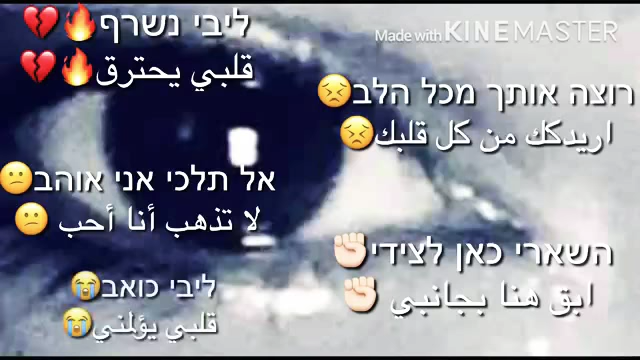 ליבי נשרף🔥💔
قلبي يحترق🔥💔
Made with KINEMASTER
רוצה אותך מכל הלב😣
اريدكك من كل قلبك😣
אל תלכי אני אוהב😕
لا تذهب أنا أحب 😕
השארי כאן לצידי✊🏻
ابق هنا بجانبي ✊🏻
ליבי כואב😭
قلبي يؤلمني😭